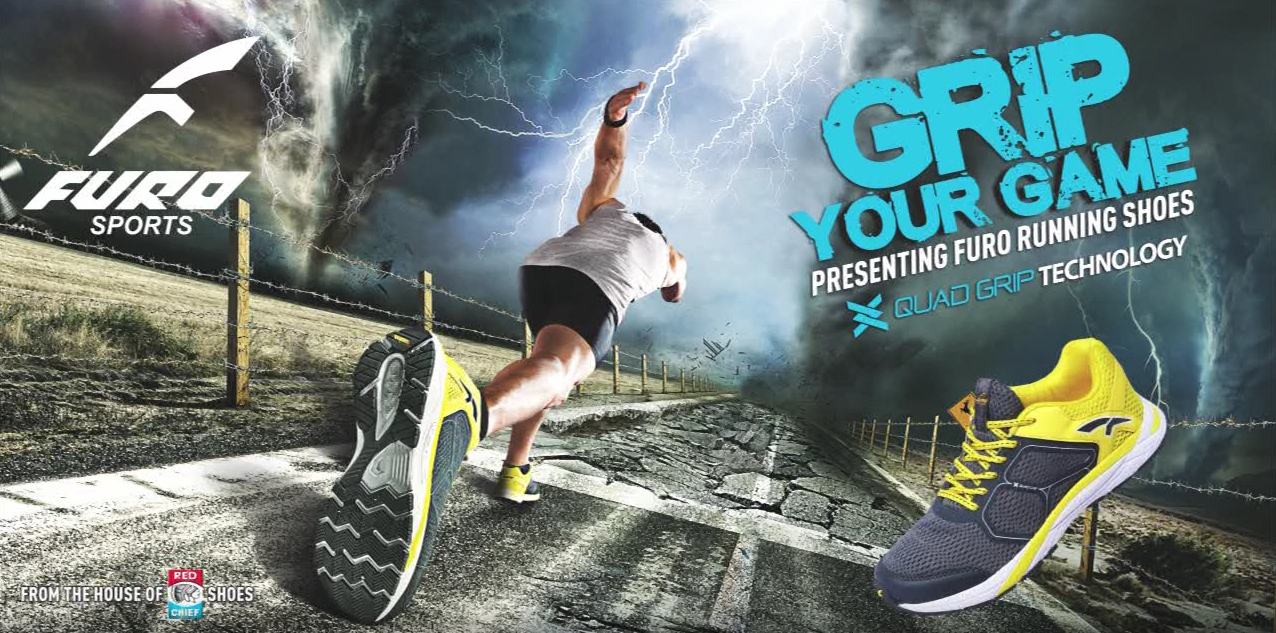 FURO
SPORTS
GRIP
YOUR GAME
PRESENTING FURO RUNNING SHOES
QUAD GRIP TECHNOLOGY
FROM THE HOUSE OF RED CHIEF SHOES